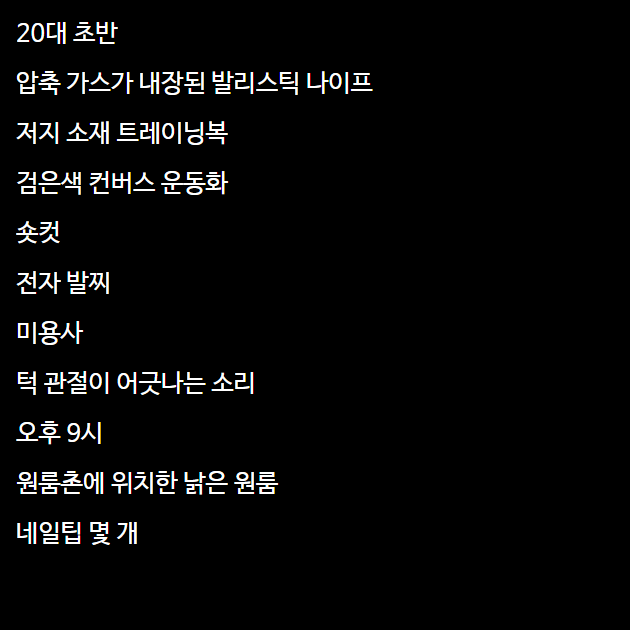 20대 초반
압축 가스가 내장된 발리스틱 나이프
저지 소재 트레이닝복
검은색 컨버스 운동화
숏컷
전자 발찌
미용사
턱 관절이 어긋나는 소리
오후 9시
원룸촌에 위치한 낡은 원룸
네일팁 몇 개